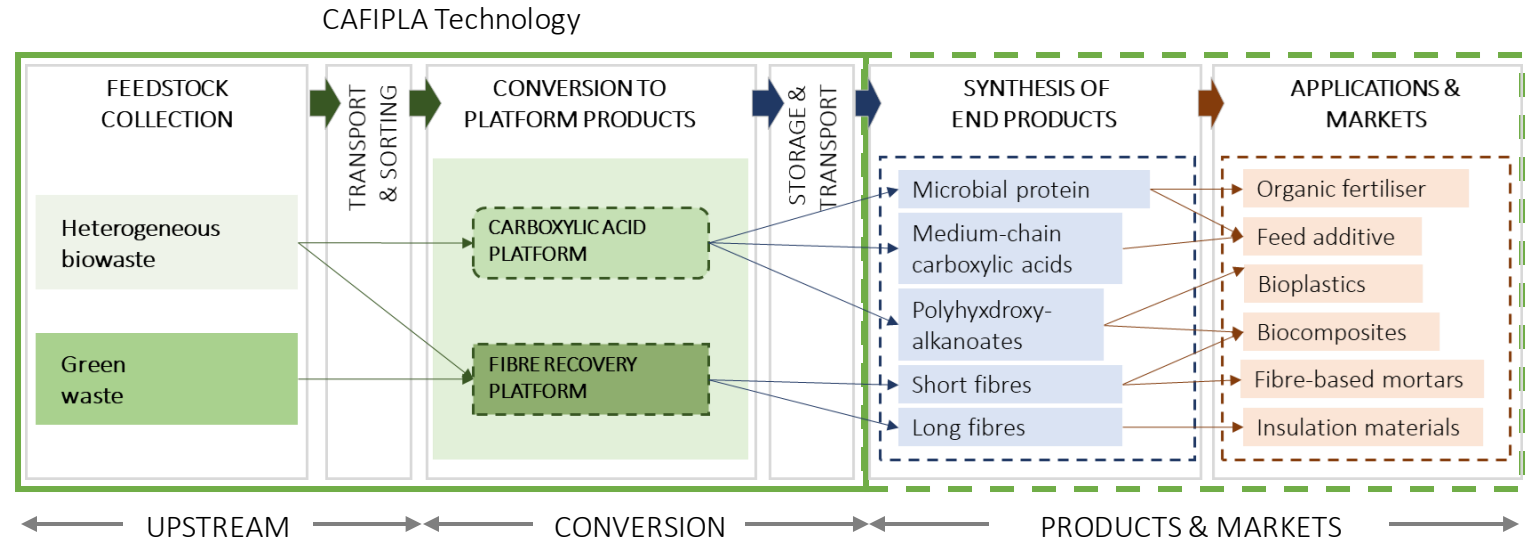 CAFIPLA Technology
FEEDSTOCK
COLLECTION
TRANSPORT
& SORTING
CONVERSION TO
PLATFORM PRODUCTS
STORAGE &
TRANSPORT
SYNTHESIS OF
END PRODUCTS
APPLICATIONS &
MARKETS
Heterogeneous
biowaste
Green
waste
CARBOXYLIC ACID
PLATFORM
FIBRE RECOVERY
PLATFORM
Microbial protein
Medium-chain
carboxylic acids
Polyhyxdroxy-
alkanoates
Short fibres
Long fibres
Organic fertiliser
Feed additive
Bioplastics
Biocomposites
Fibre-based mortars
Insulation materials
UPSTREAM
CONVERSION
PRODUCTS & MARKETS